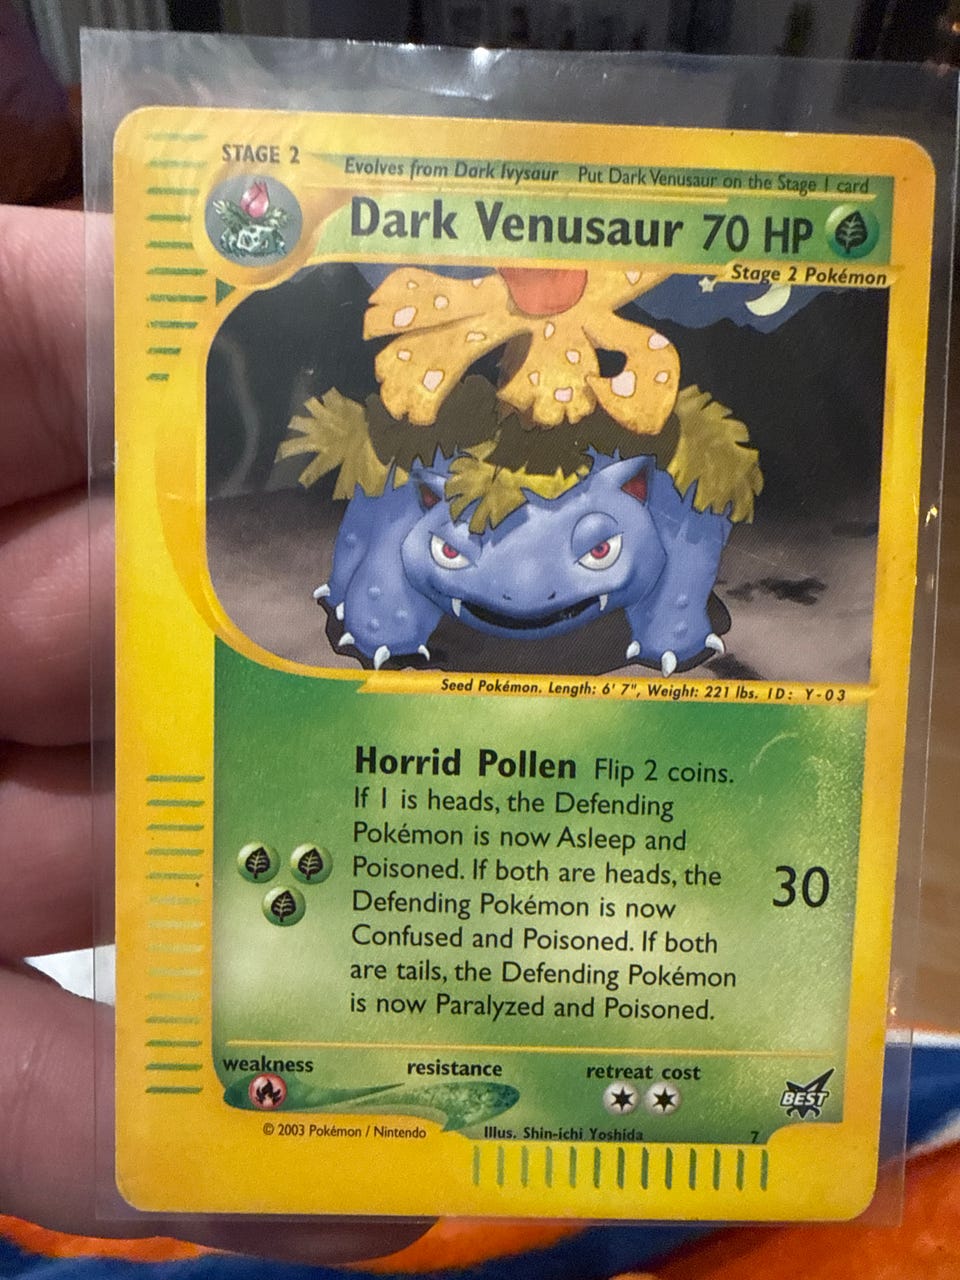 STAGE 2
Evolves from Dark Ivysaur Put Dark Venusaur on the Stage 1 card
Dark Venusaur 70 HP
Stage 2 Pokémon
Seed Pokémon. Length: 6' 7", Weight: 221 lbs. ID: Y-03
Horrid Pollen Flip 2 coins.
If 1 is heads, the Defending
Pokémon is now Asleep and
Poisoned. If both are heads, the
Defending Pokémon is now
Confused and Poisoned. If both
are tails, the Defending Pokémon
is now Paralyzed and Poisoned.
30
weakness resistance retreat cost
BEST
© 2003 Pokémon / Nintendo Illus. Shin-ichi Yoshida 7